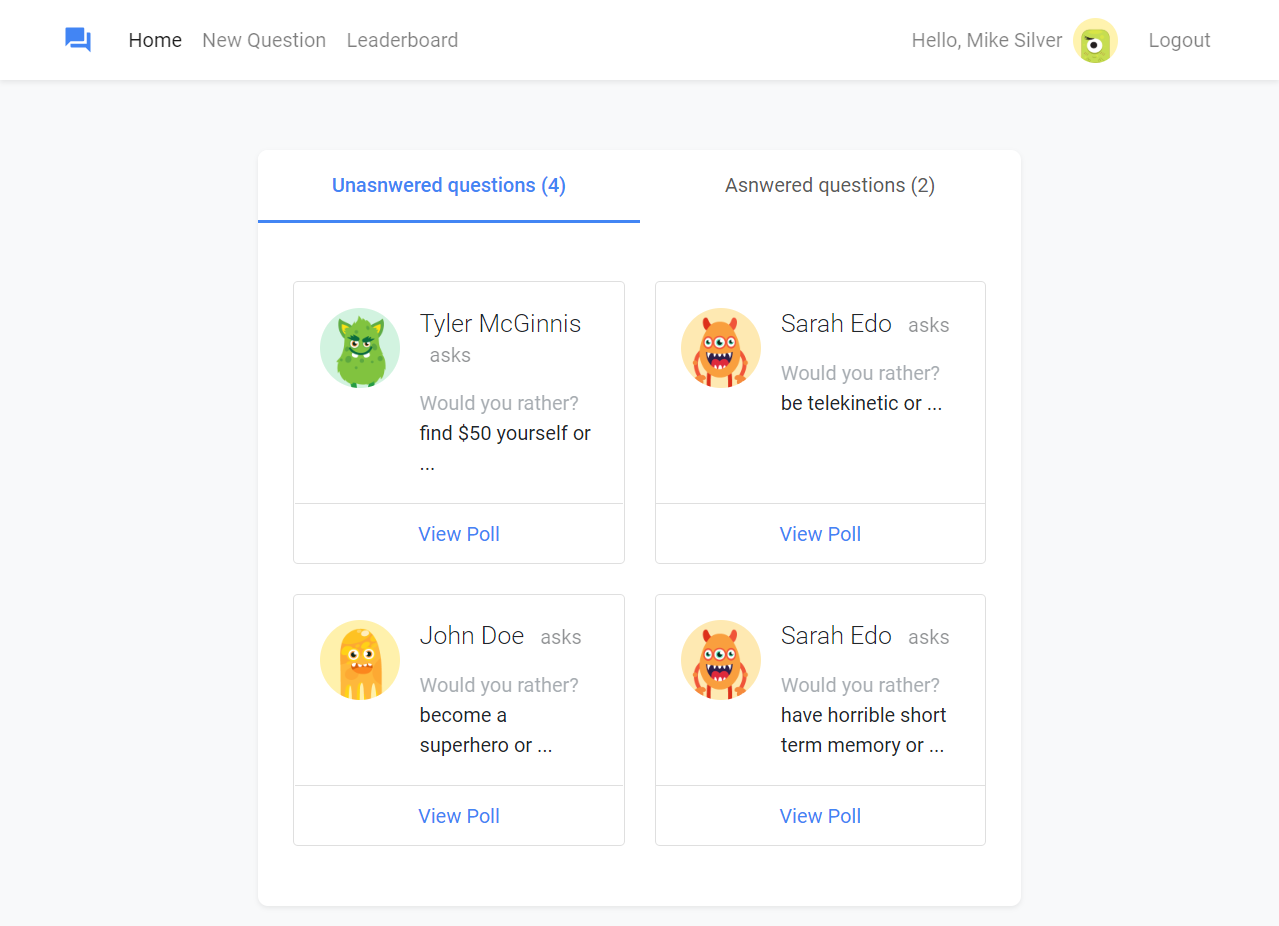 Home New Question Leaderboard Hello, Mike Silver Logout
Unasnwered questions (4) Asnwered questions (2)
Tyler McGinnis
asks
Would you rather?
find $50 yourself or
...
View Poll
Sarah Edo asks
Would you rather?
be telekinetic or ...
View Poll
John Doe asks
Would you rather?
become a
superhero or ...
View Poll
Sarah Edo asks
Would you rather?
have horrible short
term memory or ...
View Poll